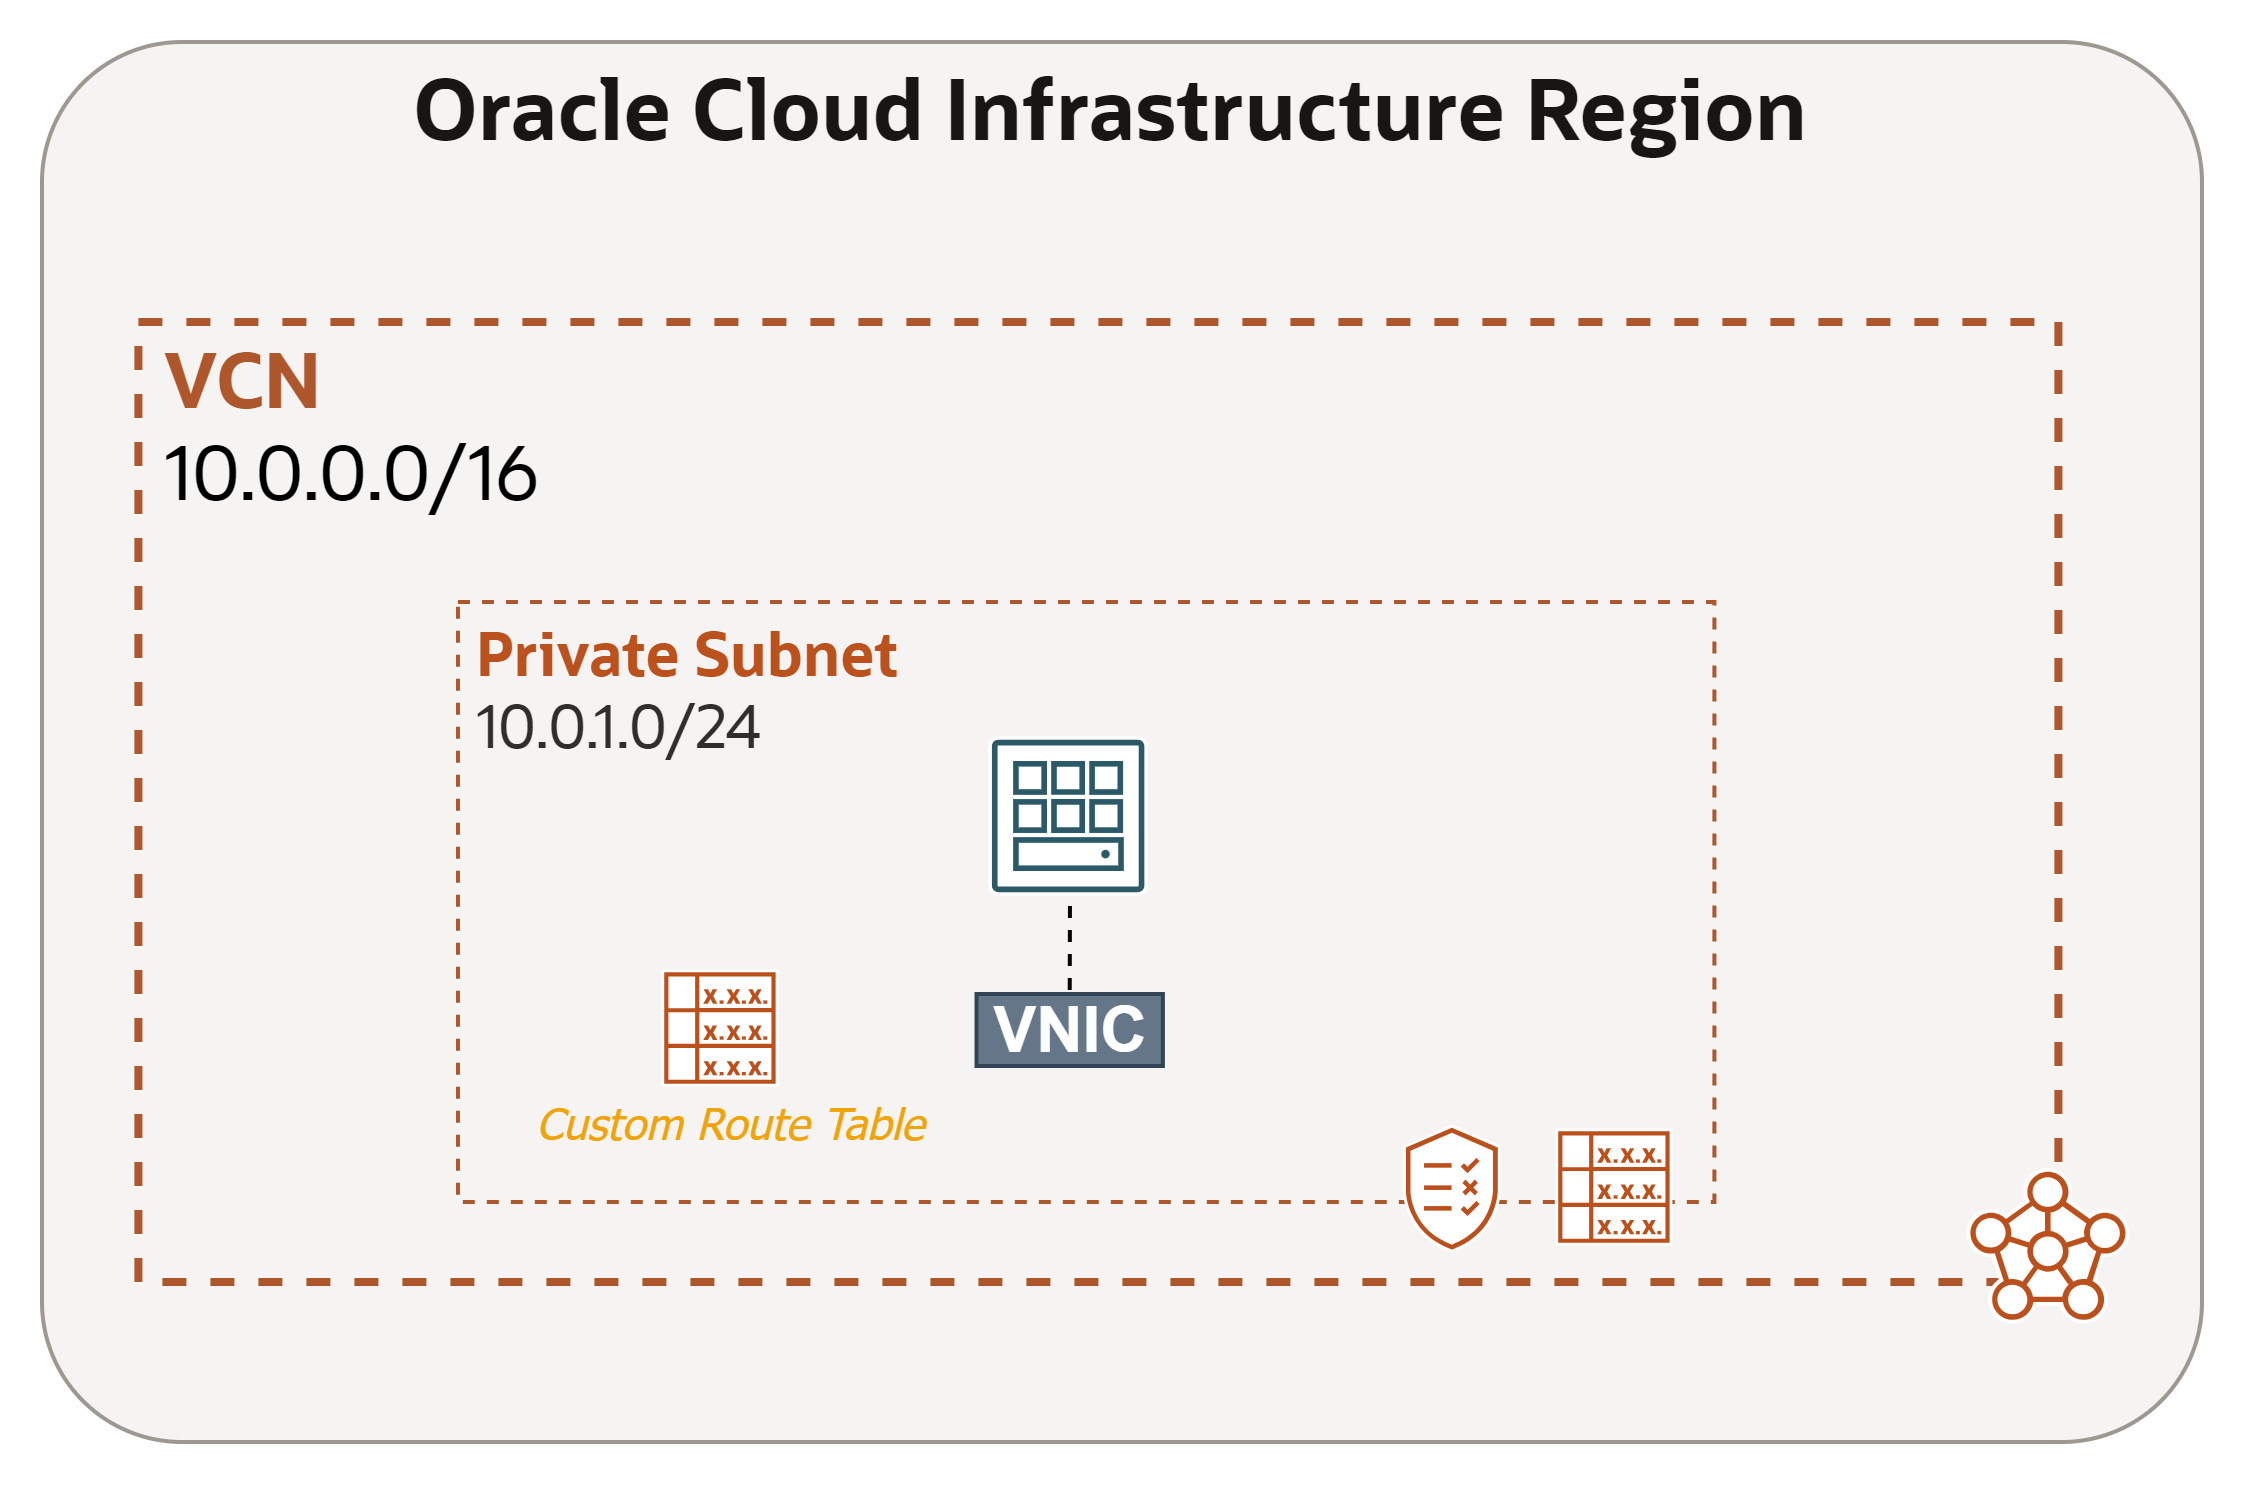 Oracle Cloud Infrastructure Region
VCN
10.0.0.0/16
Private Subnet
10.0.1.0/24
x.x.x.
x.x.x.
x.x.x.
VNIC
Custom Route Table
x.x.x.
x.x.x.
x.x.x.